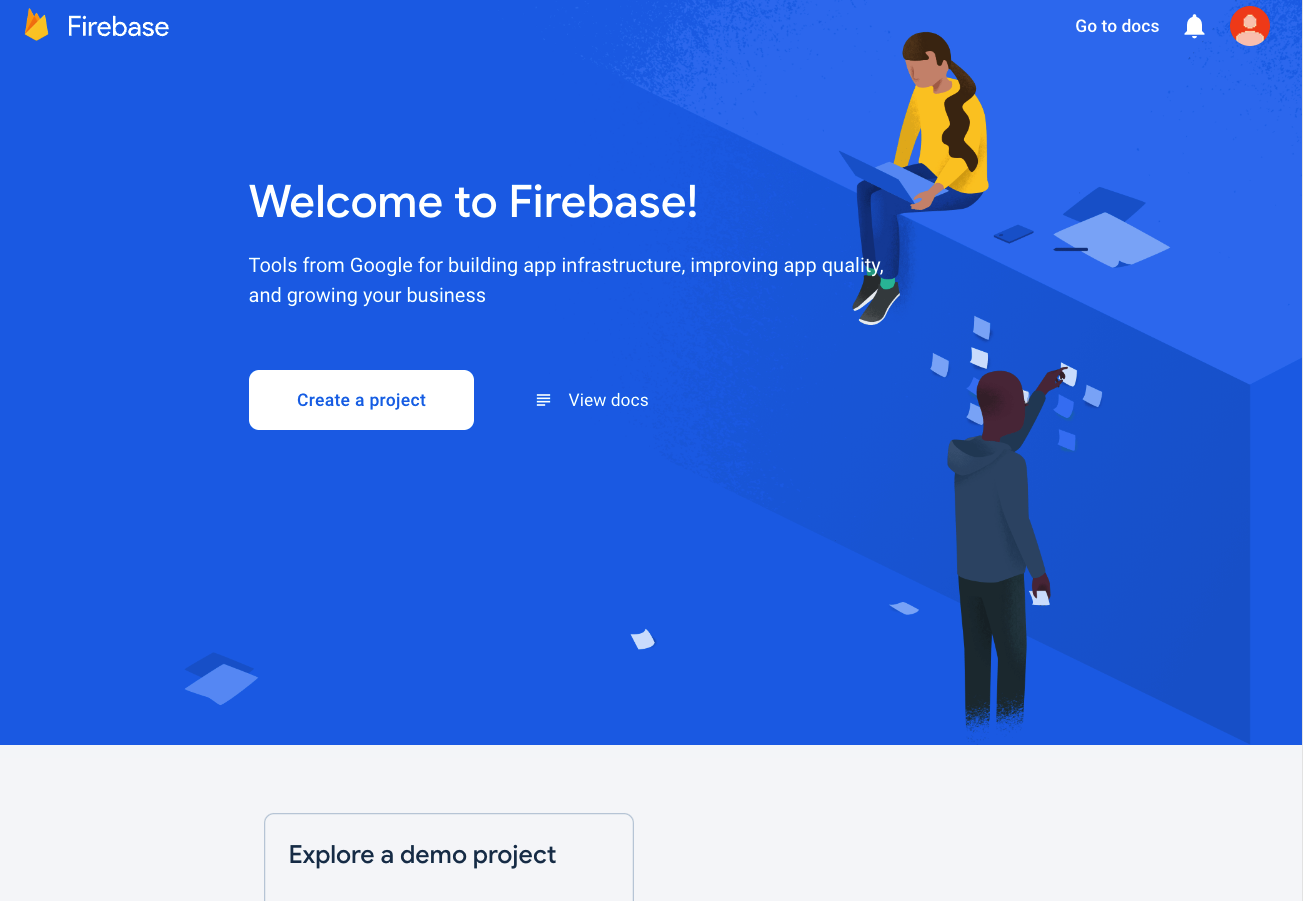 Firebase
Go to docs
Welcome to Firebase!
Tools from Google for building app infrastructure, improving app quality,
and growing your business
Create a project
View docs
Explore a demo project